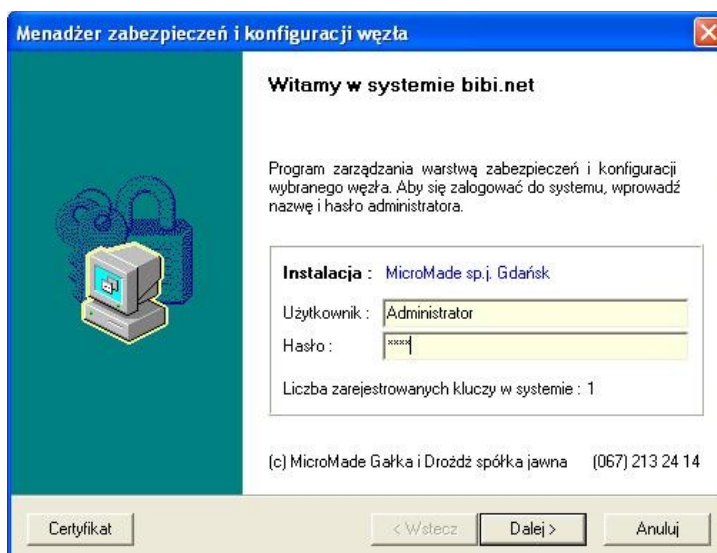 Menadżer zabezpieczeń i konfiguracji węzła
Witamy w systemie bibi.net
Program zarządzania warstwą zabezpieczeń i konfiguracji
wybranego węzła. Aby się zalogować do systemu, wprowadź
nazwę i hasło administratora.
Instalacja : MicroMade sp.j. Gdańsk
Użytkownik : Administrator
Hasło : ****
Liczba zarejestrowanych kluczy w systemie : 1
(c) MicroMade Gałka i Drożdż spółka jawna (067) 213 24 14
Certyfikat < Wstecz Dalej > Anuluj